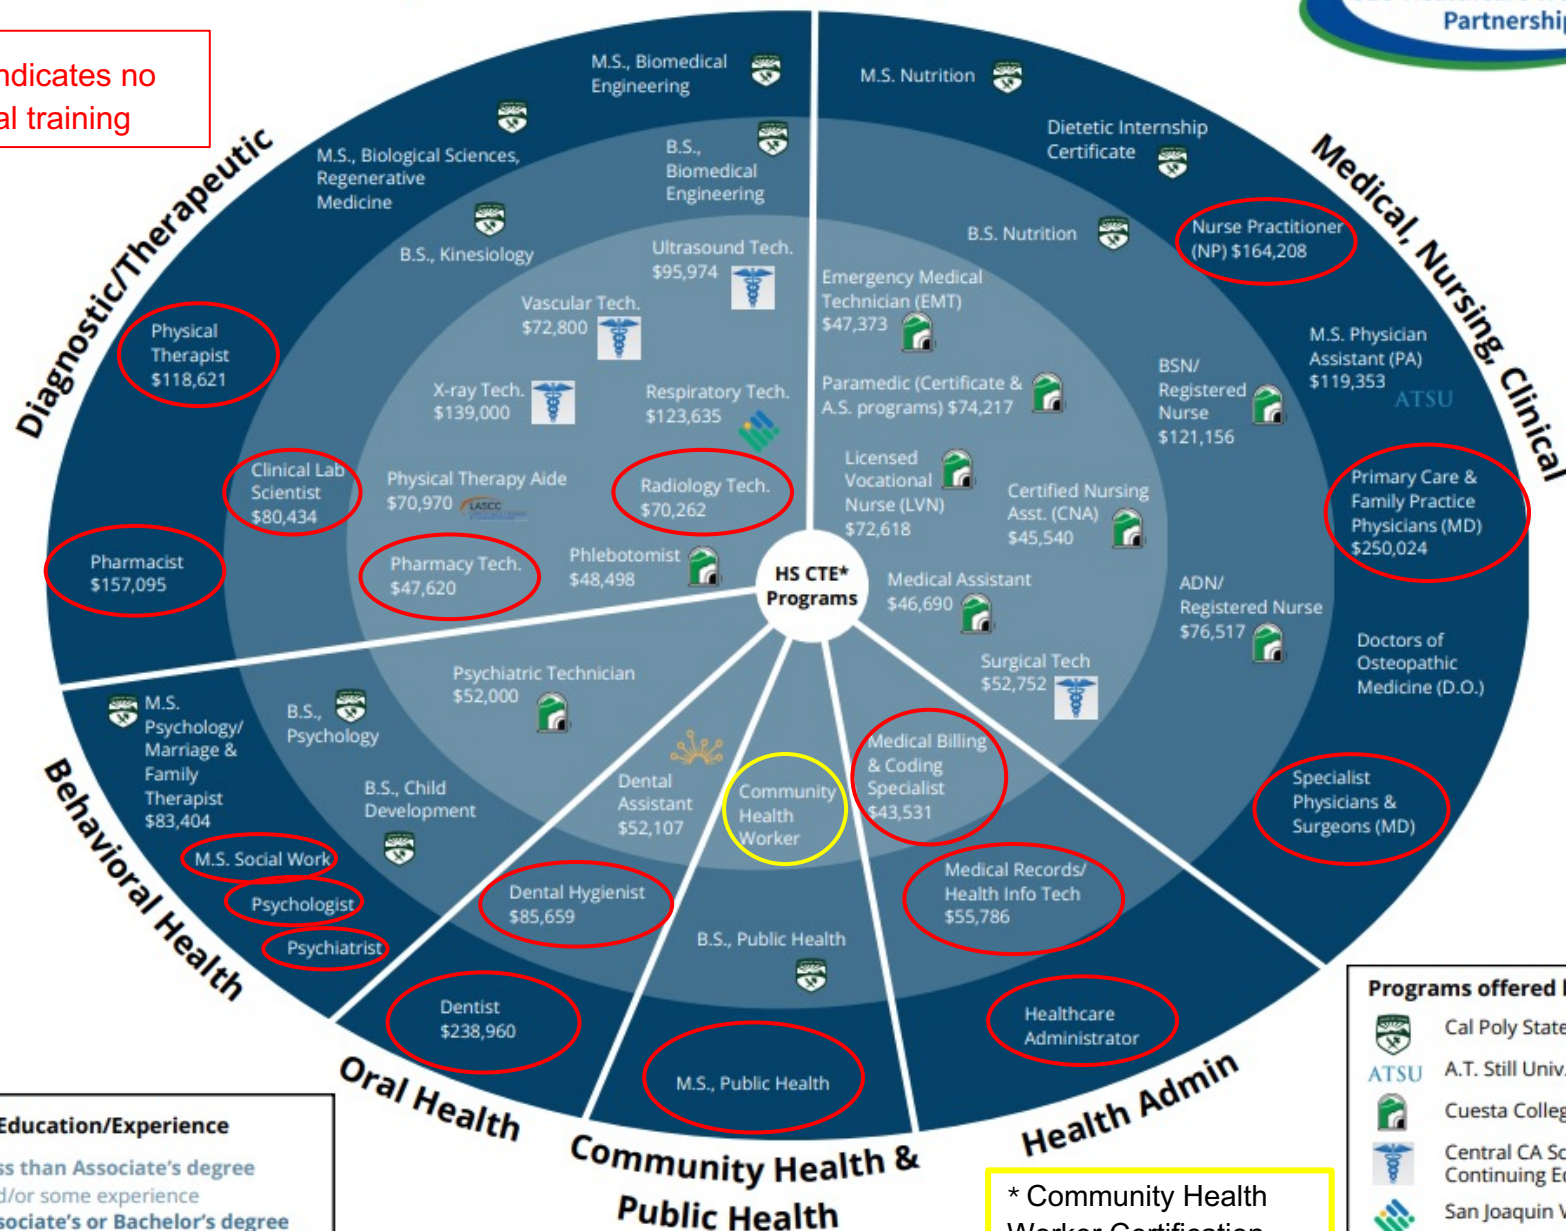 Partnership
indicates no
al training
Diagnostic/Therapeutic
M.S., Biomedical
Engineering
M.S., Biological Sciences,
Regenerative
Medicine
B.S.,
Biomedical
Engineering
B.S., Kinesiology
Ultrasound Tech.
$95,974
Vascular Tech.
$72,800
X-ray Tech.
$139,000
Respiratory Tech.
$123,635
Physical
Therapist
$118,621
Clinical Lab
Scientist
$80,434
Physical Therapy Aide
$70,970
LASCC
Radiology Tech.
$70,262
Pharmacist
$157,095
Pharmacy Tech.
$47,620
Phlebotomist
$48,498
HS CTE*
Programs
Medical, Nursing, Clinical
M.S. Nutrition
Dietetic Internship
Certificate
B.S. Nutrition
Nurse Practitioner
(NP) $164,208
Emergency Medical
Technician (EMT)
$47,373
M.S. Physician
Assistant (PA)
$119,353
ATSU
Paramedic (Certificate &
A.S. programs) $74,217
BSN/
Registered
Nurse
$121,156
Licensed
Vocational
Nurse (LVN)
$72,618
Certified Nursing
Asst. (CNA)
$45,540
Primary Care &
Family Practice
Physicians (MD)
$250,024
Medical Assistant
$46,690
ADN/
Registered Nurse
$76,517
Surgical Tech
$52,752
Doctors of
Osteopathic
Medicine (D.O.)
Specialist
Physicians &
Surgeons (MD)
Behavioral Health
M.S.
Psychology/
Marriage &
Family
Therapist
$83,404
B.S.,
Psychology
Psychiatric Technician
$52,000
B.S., Child
Development
M.S. Social Work
Psychologist
Psychiatrist
Oral Health
Dental
Assistant
$52,107
Dental Hygienist
$85,659
Dentist
$238,960
Community Health &
Public Health
Community
Health
Worker
B.S., Public Health
M.S., Public Health
Health Admin
Medical Billing
& Coding
Specialist
$43,531
Medical Records/
Health Info Tech
$55,786
Healthcare
Administrator
Education/Experience
ss than Associate's degree
d/or some experience
sociate's or Bachelor's degree
* Community Health
Worker Certification
Programs offered
Cal Poly State
ATSU A.T. Still Univ.
Cuesta Colleg
Central CA Sc
Continuing Ed
San Joaquin V